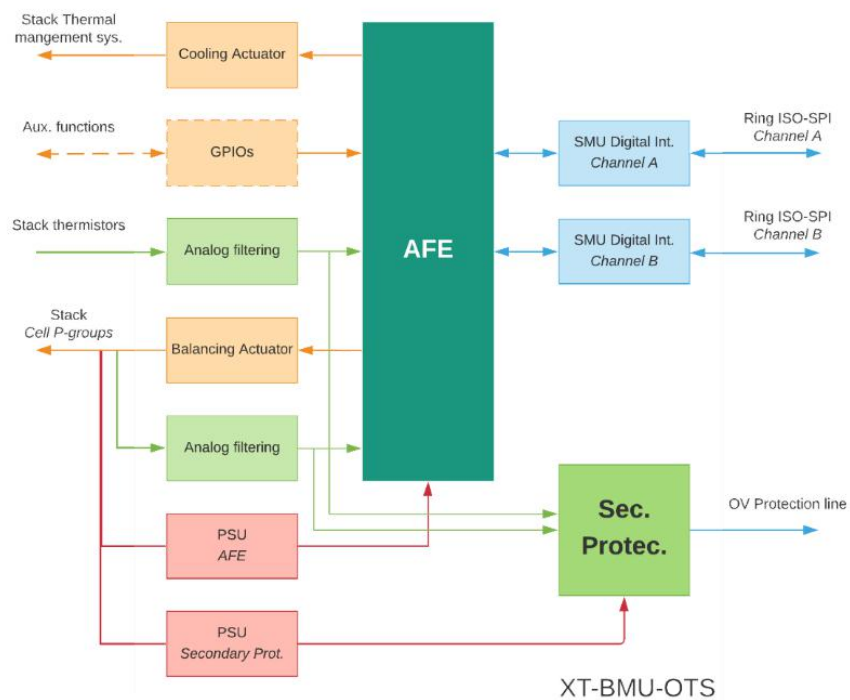 Stack Thermal
mangement sys.
Cooling Actuator
Aux. functions
GPIOs
Stack thermistors
Analog filtering
Stack
Cell P-groups
Balancing Actuator
Analog filtering
PSU
AFE
PSU
Secondary Prot.
AFE
SMU Digital Int.
Channel A
Ring ISO-SPI
Channel A
SMU Digital Int.
Channel B
Ring ISO-SPI
Channel B
Sec.
Protec.
OV Protection line
XT-BMU-OTS